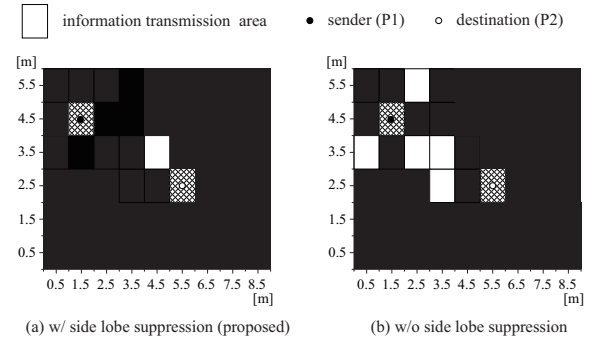 information transmission area
sender (P1)
destination (P2)
[m]
5.5
4.5
3.5
2.5
1.5
0.5
0.5 1.5 2.5 3.5 4.5 5.5 6.5 7.5 8.5
[m]
(a) w/ side lobe suppression (proposed)
[m]
5.5
4.5
3.5
2.5
1.5
0.5
0.5 1.5 2.5 3.5 4.5 5.5 6.5 7.5 8.5
[m]
(b) w/o side lobe suppression